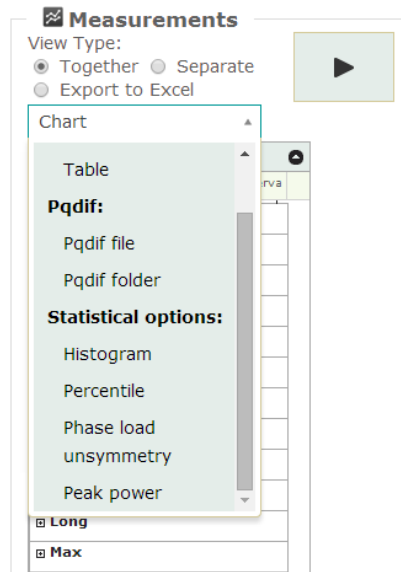 Measurements
View Type:
Together Separate
Export to Excel
Chart
Table
Pqdif:
Pqdif file
Pqdif folder
Statistical options:
Histogram
Percentile
Phase load
unsymmetry
Peak power
Long
Max